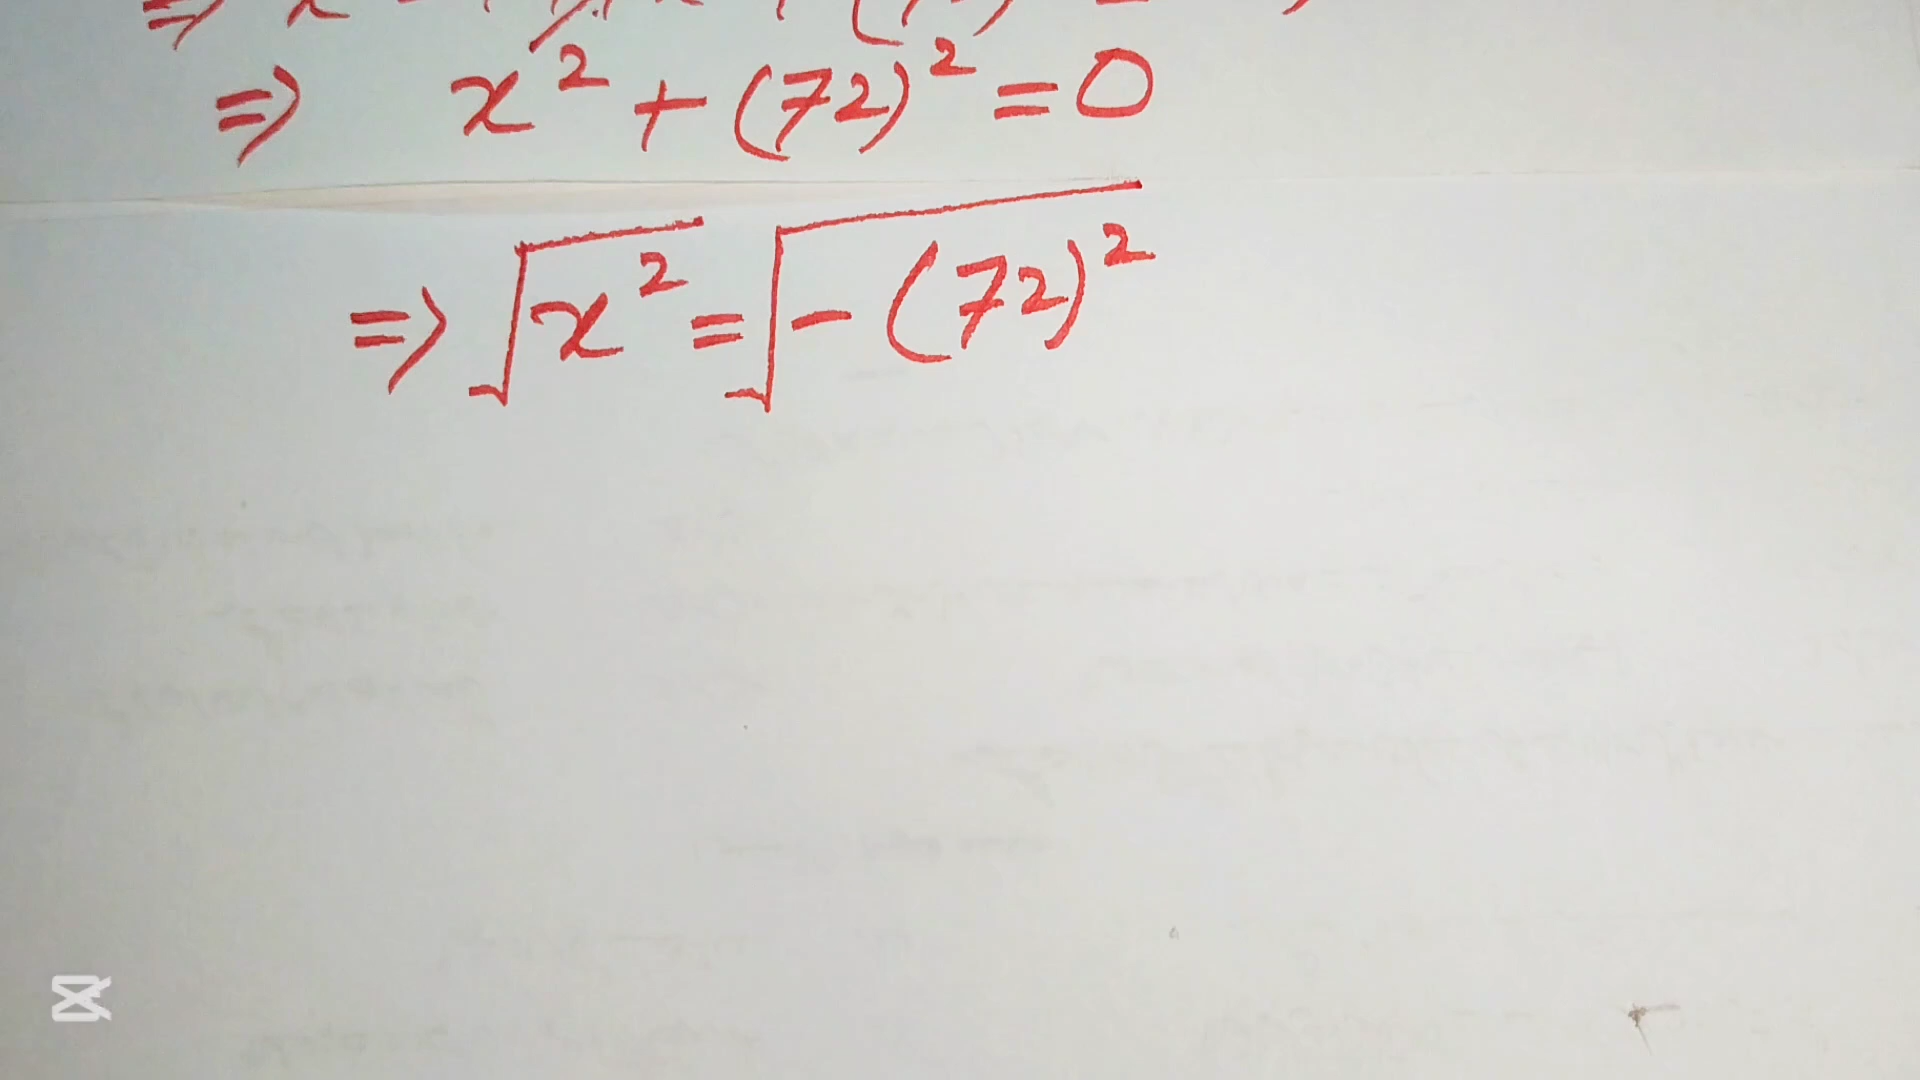 ⇒ x² + (72)² = 0
⇒ √x² = √-(72)²